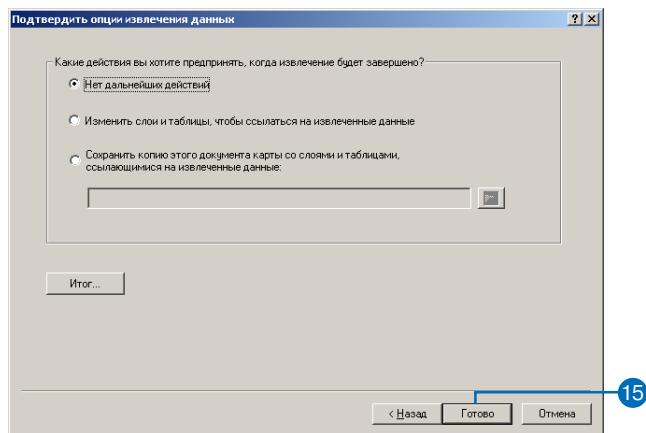 Подтвердить опции извлечения данных
Какие действия вы хотите предпринять, когда извлечение будет завершено?
Нет дальнейших действий
Изменить слои и таблицы, чтобы ссылаться на извлеченные данные
Сохранить копию этого документа карты со слоями и таблицами,
ссылающимися на извлеченные данные:
Итог...
< Назад Готово Отмена
15